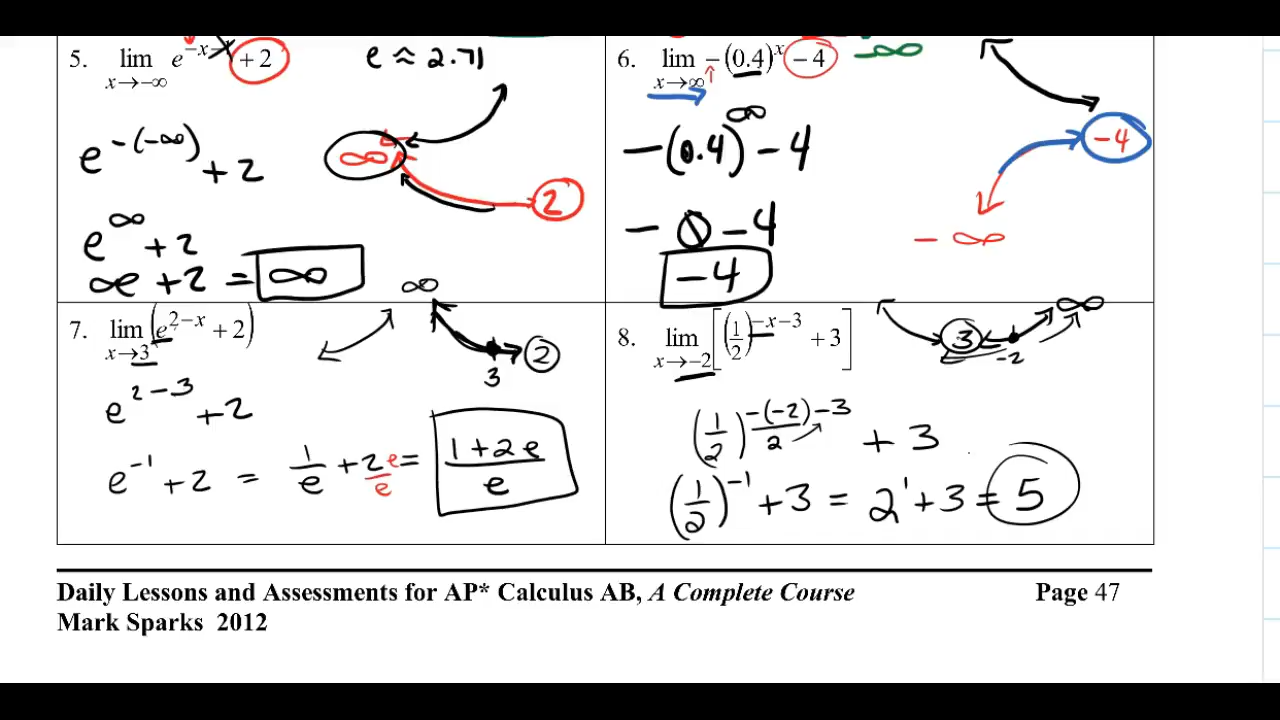 5. lim e^{-x-x} + 2
x→-∞
e ≈ 2.71
e^{-(-∞)} + 2
∞
2
e^∞ + 2
∞ + 2 = ∞
6. lim -(0.4)^x - 4
x→∞
-∞
-(0.4)^∞ - 4
-4
- 0 - 4
-∞
-4
7. lim (e^{2-x} + 2)
x→3
∞
2
3
e^{2-3} + 2
e^{-1} + 2 = 1/e + 2e/e = (1+2e)/e
8. lim [(1/2)^{-x-3} + 3]
x→-2
∞
3
-2
(1/2)^{-(-2)-3} + 3
2
(1/2)^{-1} + 3 = 2^1 + 3 = 5
Daily Lessons and Assessments for AP* Calculus AB, A Complete Course Page 47
Mark Sparks 2012